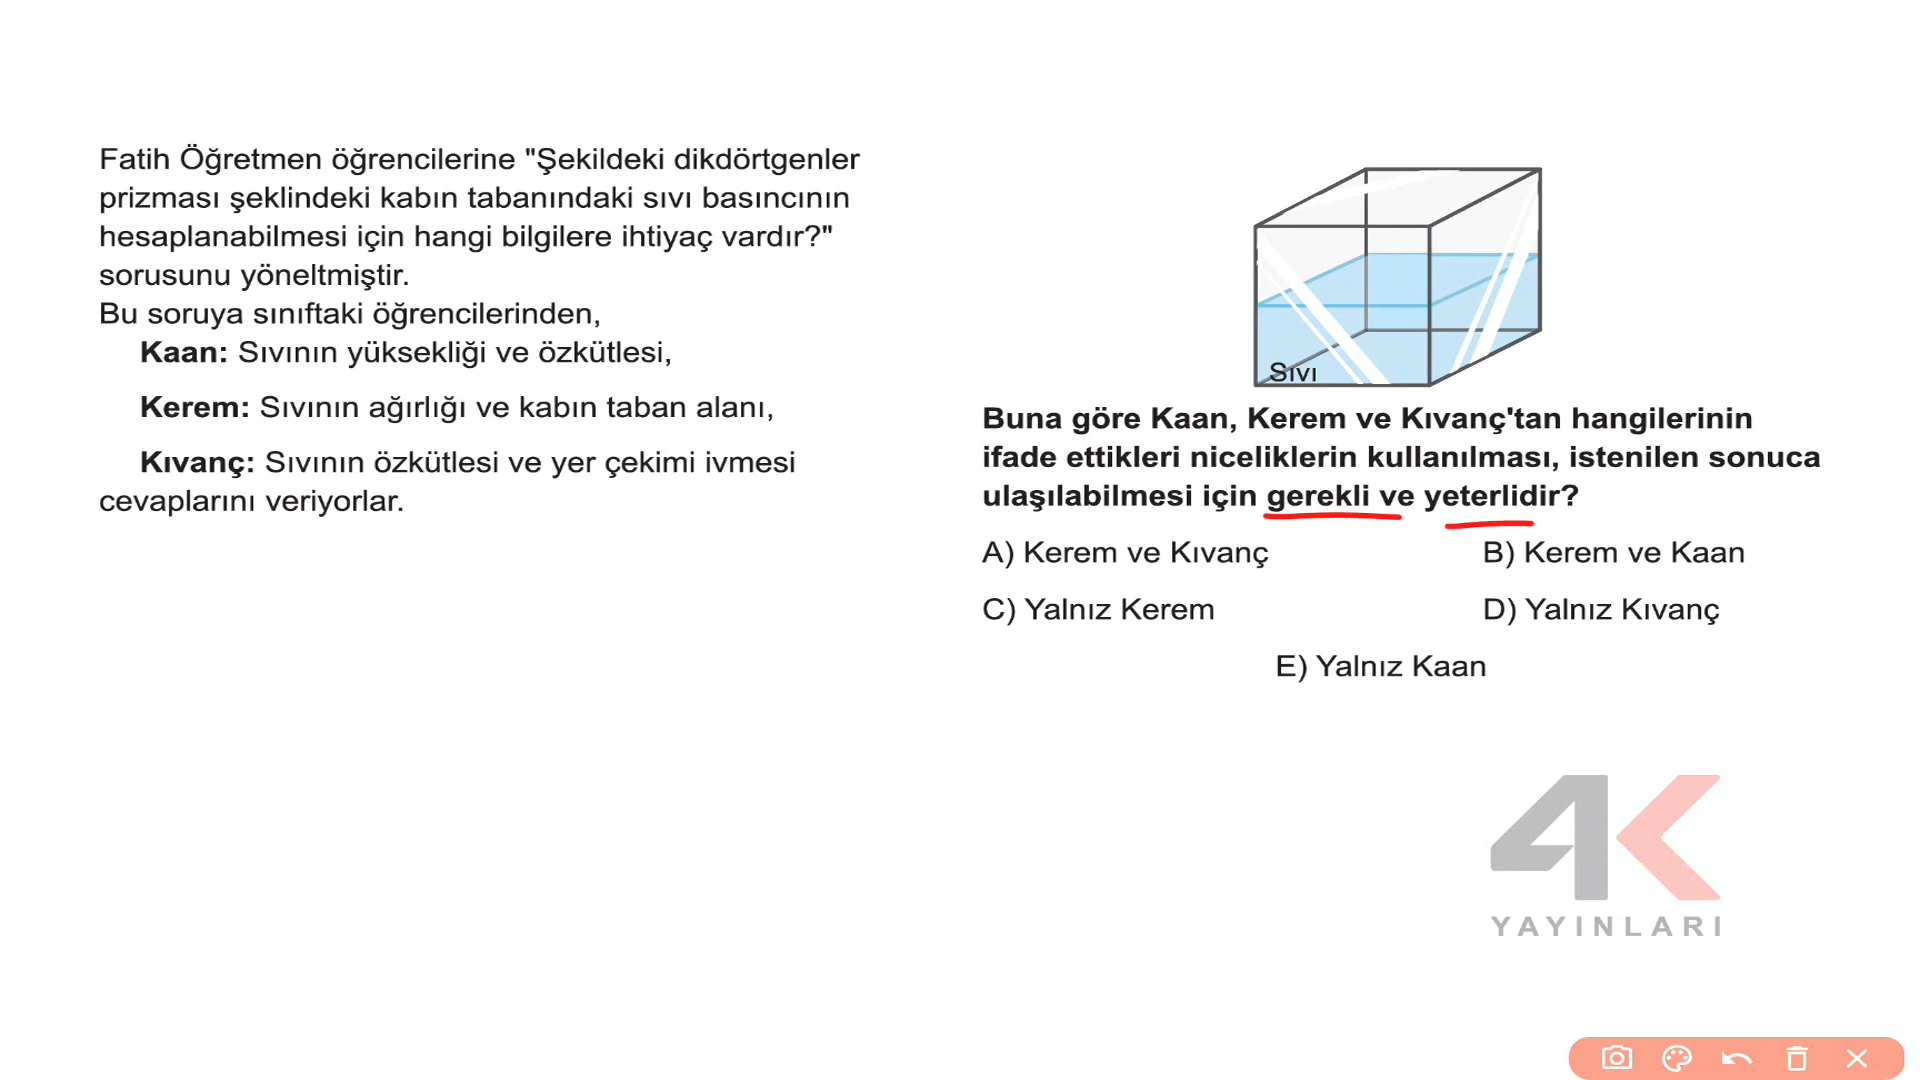 Fatih Öğretmen öğrencilerine "Şekildeki dikdörtgenler
prizması şeklindeki kabın tabanındaki sıvı basıncının
hesaplanabilmesi için hangi bilgilere ihtiyaç vardır?"
sorusunu yöneltmiştir.
Bu soruya sınıftaki öğrencilerinden,
Kaan: Sıvının yüksekliği ve özkütlesi,
Kerem: Sıvının ağırlığı ve kabın taban alanı,
Kıvanç: Sıvının özkütlesi ve yer çekimi ivmesi
cevaplarını veriyorlar.
Sıvı
Buna göre Kaan, Kerem ve Kıvanç'tan hangilerinin
ifade ettikleri niceliklerin kullanılması, istenilen sonuca
ulaşılabilmesi için gerekli ve yeterlidir?
A) Kerem ve Kıvanç
B) Kerem ve Kaan
C) Yalnız Kerem
D) Yalnız Kıvanç
E) Yalnız Kaan
4K
YAYINLARI